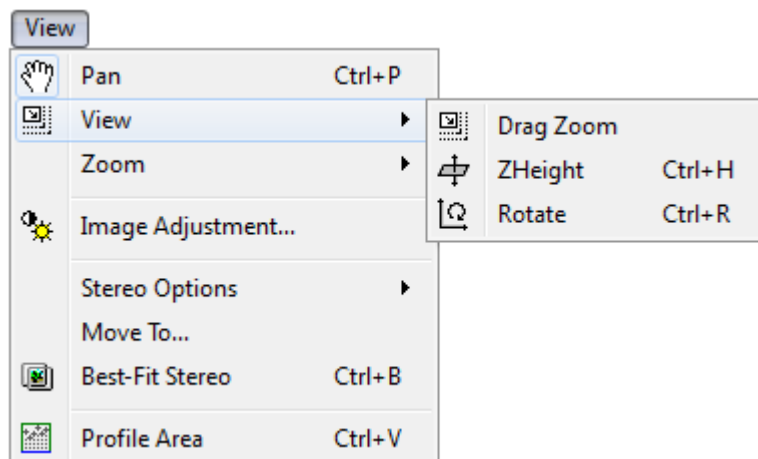 View
Pan Ctrl+P
View
Zoom
Image Adjustment...
Stereo Options
Move To...
Best-Fit Stereo Ctrl+B
Profile Area Ctrl+V
Drag Zoom
ZHeight Ctrl+H
Rotate Ctrl+R